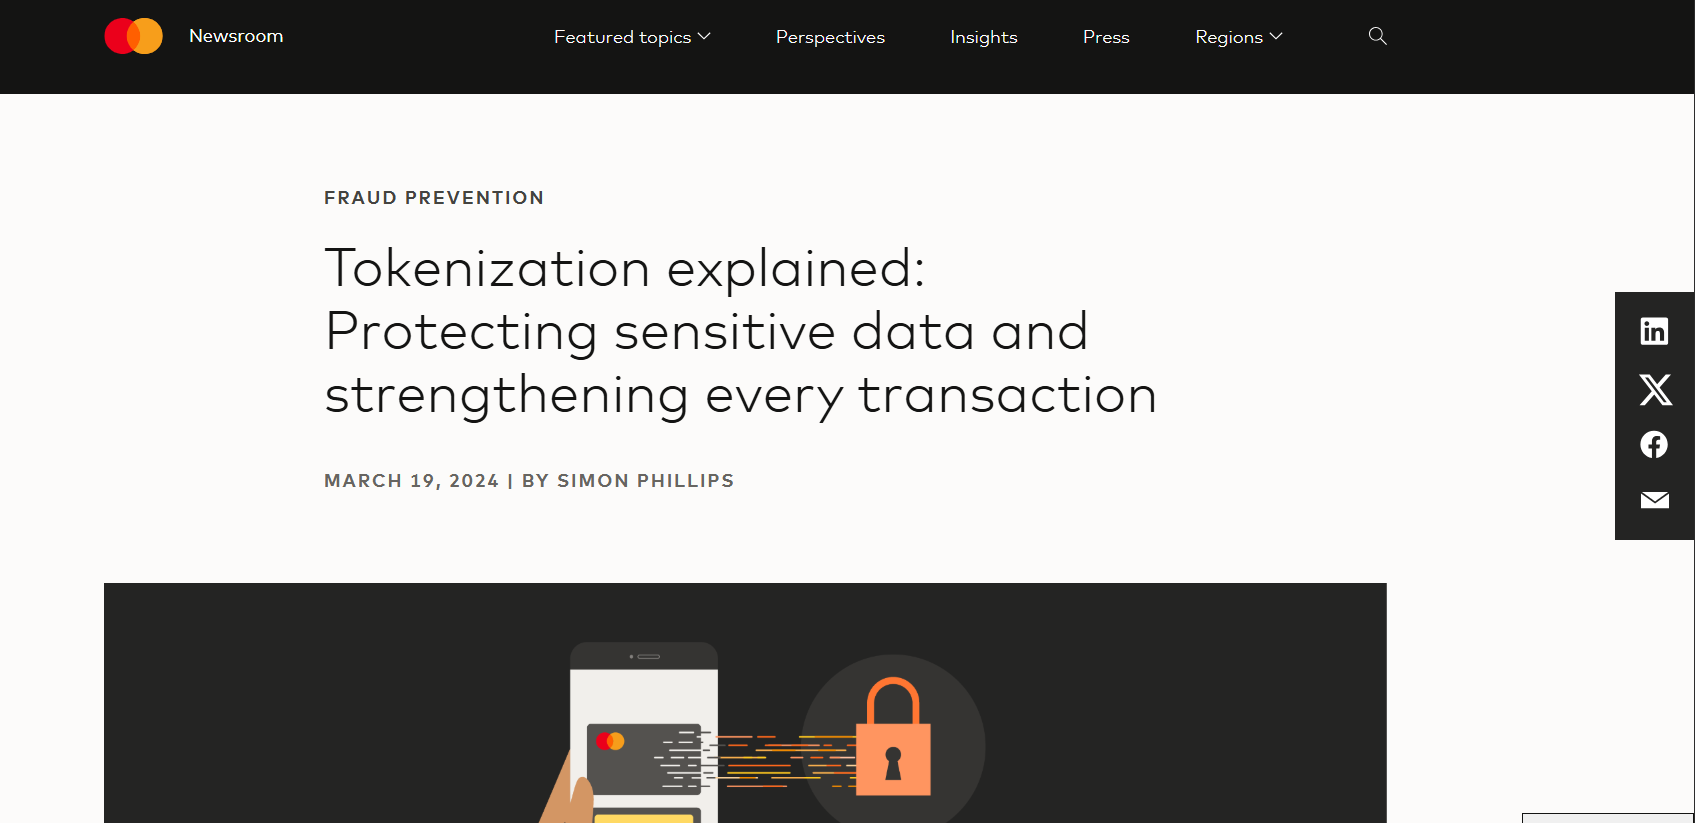 Newsroom
Featured topics
Perspectives
Insights
Press
Regions
FRAUD PREVENTION
Tokenization explained:
Protecting sensitive data and
strengthening every transaction
MARCH 19, 2024 | BY SIMON PHILLIPS